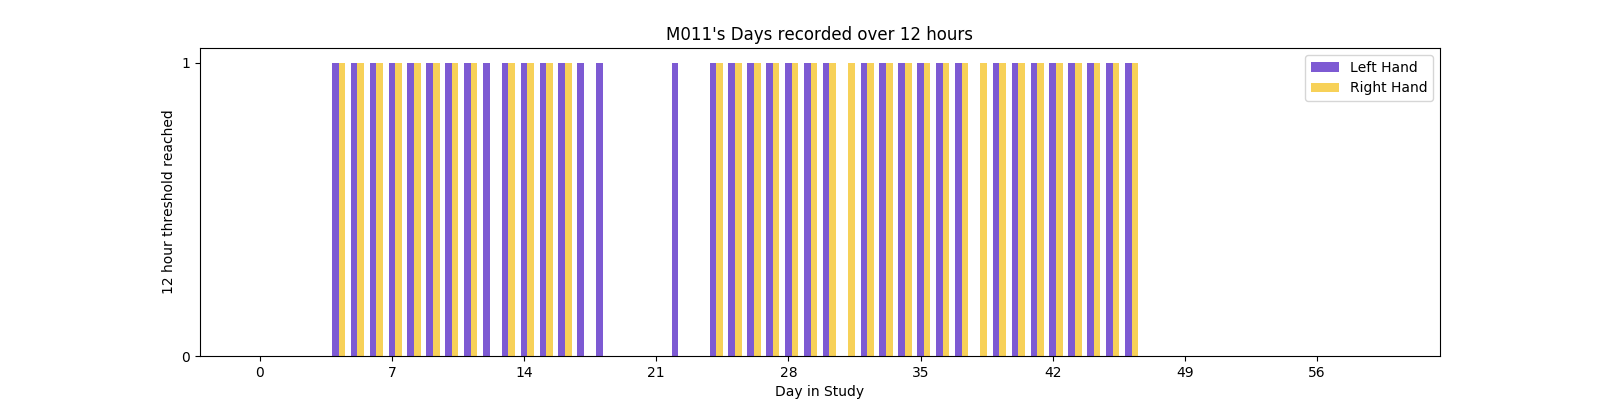 M011's Days recorded over 12 hours
1
0
12 hour threshold reached
Left Hand
Right Hand
0 7 14 21 28 35 42 49 56
Day in Study